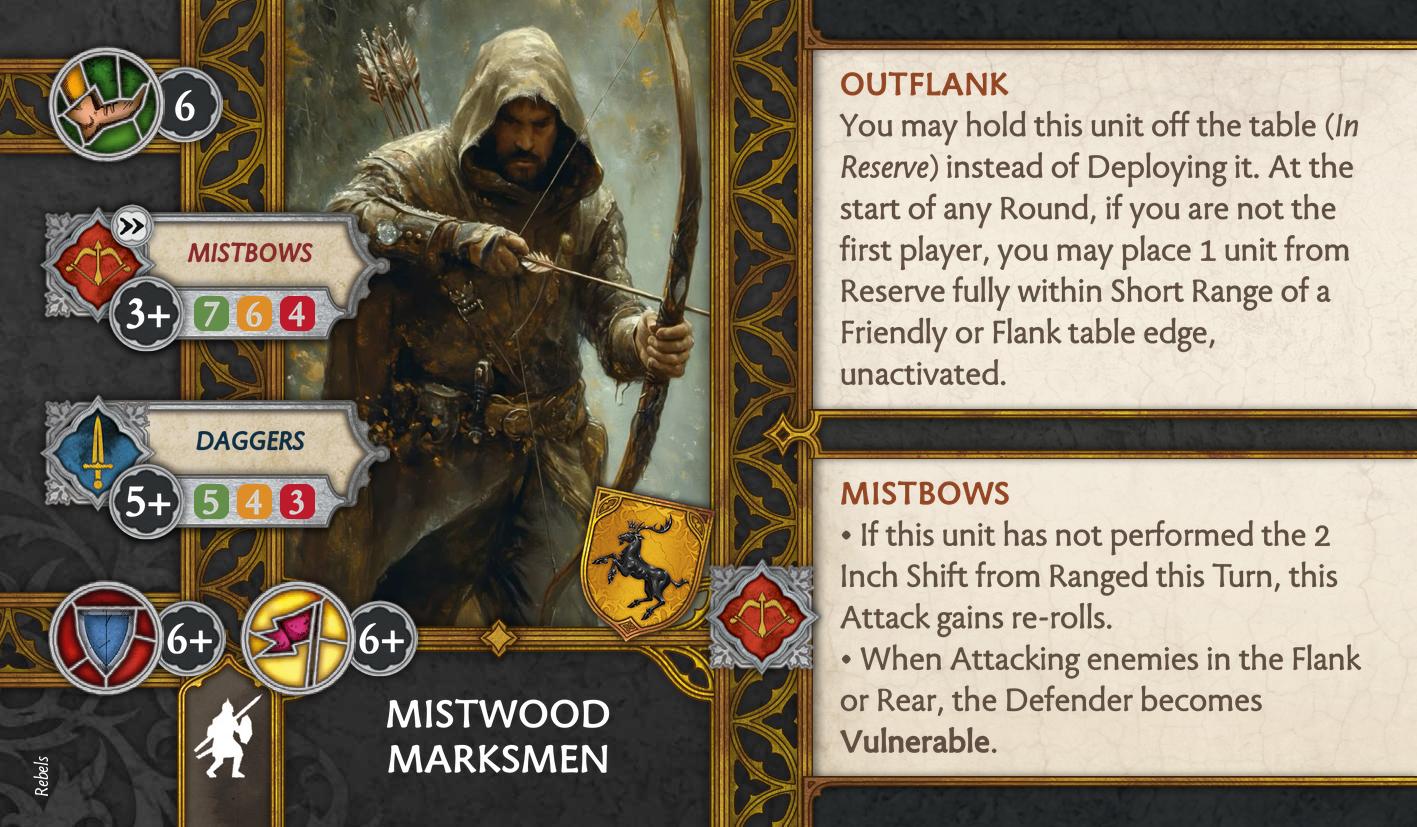 6
MISTBOWS
3+ 7 6 4
DAGGERS
5+ 5 4 3
6+ 6+
MISTWOOD
MARKSMEN
Rebels
OUTFLANK
You may hold this unit off the table (In
Reserve) instead of Deploying it. At the
start of any Round, if you are not the
first player, you may place 1 unit from
Reserve fully within Short Range of a
Friendly or Flank table edge,
unactivated.
MISTBOWS
• If this unit has not performed the 2
Inch Shift from Ranged this Turn, this
Attack gains re-rolls.
• When Attacking enemies in the Flank
or Rear, the Defender becomes
Vulnerable.